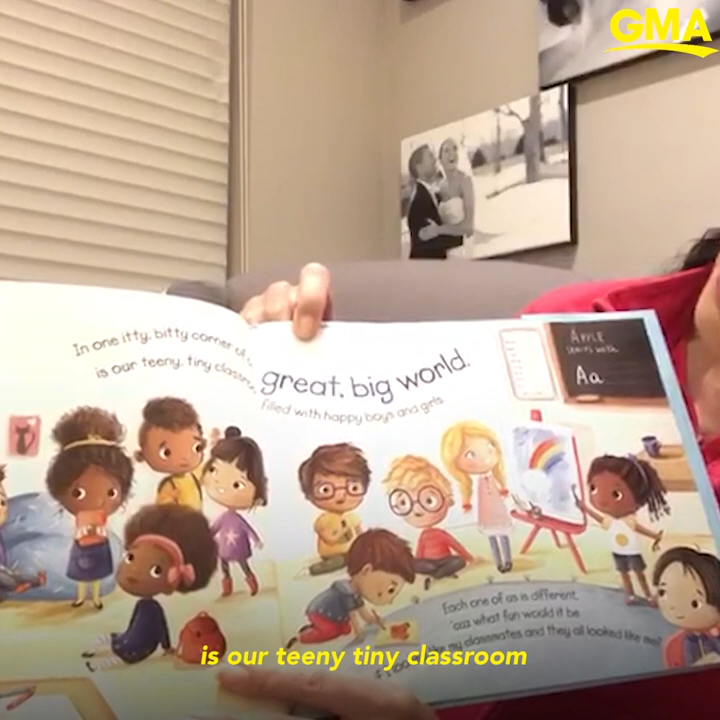 GMA
In one itty, bitty corner of
is our teeny, tiny classroom
great, big world.
filled with happy boys and girls
APPLE
starts with
Aa
Each one of us is different,
'cuz what fun would it be
my classmates and they all looked like me?
is our teeny tiny classroom